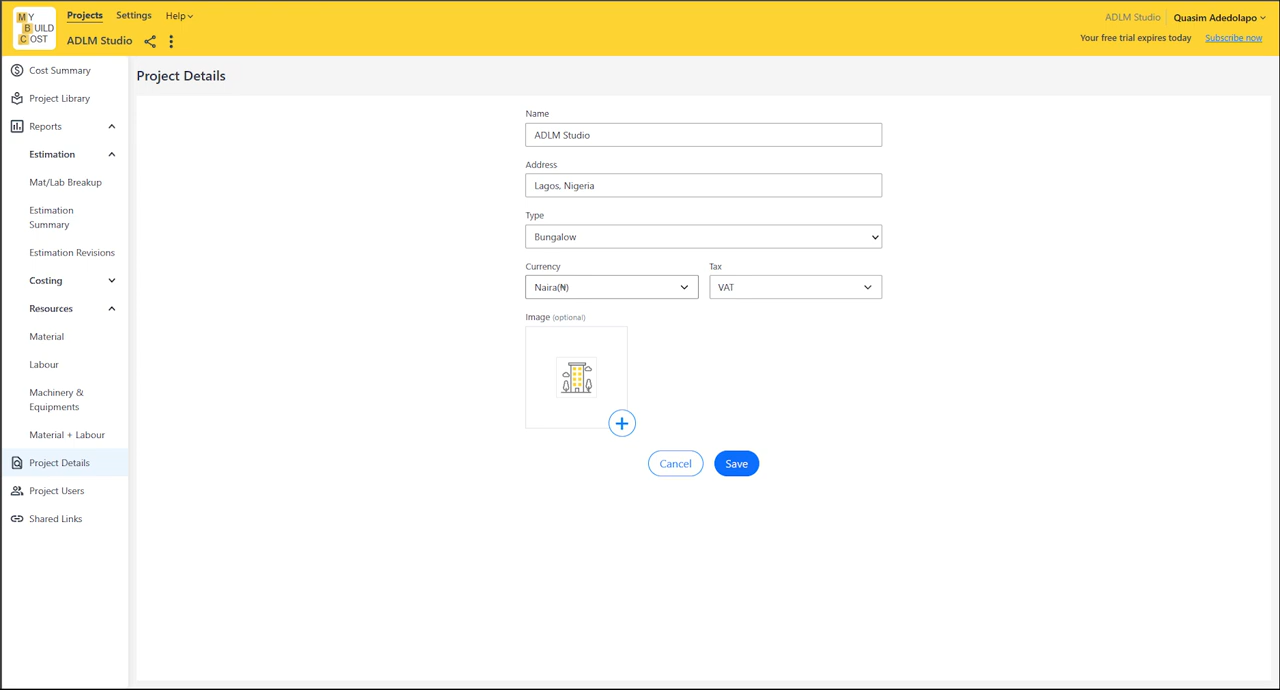 MY
BUILD
COST
Projects
Settings
Help
ADLM Studio
ADLM Studio
Quasim Adedolapo
Your free trial expires today
Subscribe now
Cost Summary
Project Library
Reports
Estimation
Mat/Lab Breakup
Estimation
Summary
Estimation Revisions
Costing
Resources
Material
Labour
Machinery &
Equipments
Material + Labour
Project Details
Project Users
Shared Links
Project Details
Name
ADLM Studio
Address
Lagos, Nigeria
Type
Bungalow
Currency
Tax
Naira(₦)
VAT
Image (optional)
Cancel
Save